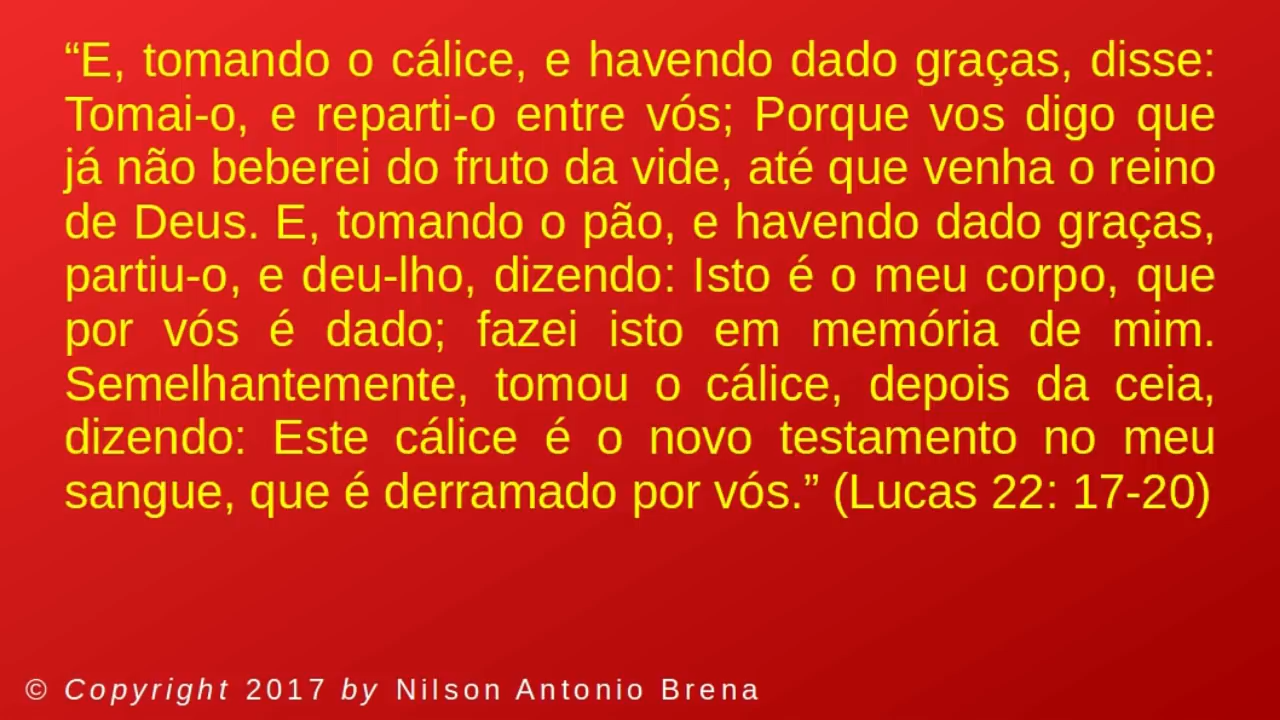 “E, tomando o cálice, e havendo dado graças, disse:
Tomai-o, e reparti-o entre vós; Porque vos digo que
já não beberei do fruto da vide, até que venha o reino
de Deus. E, tomando o pão, e havendo dado graças,
partiu-o, e deu-lho, dizendo: Isto é o meu corpo, que
por vós é dado; fazei isto em memória de mim.
Semelhantemente, tomou o cálice, depois da ceia,
dizendo: Este cálice é o novo testamento no meu
sangue, que é derramado por vós.” (Lucas 22: 17-20)
© Copyright 2017 by Nilson Antonio Brena